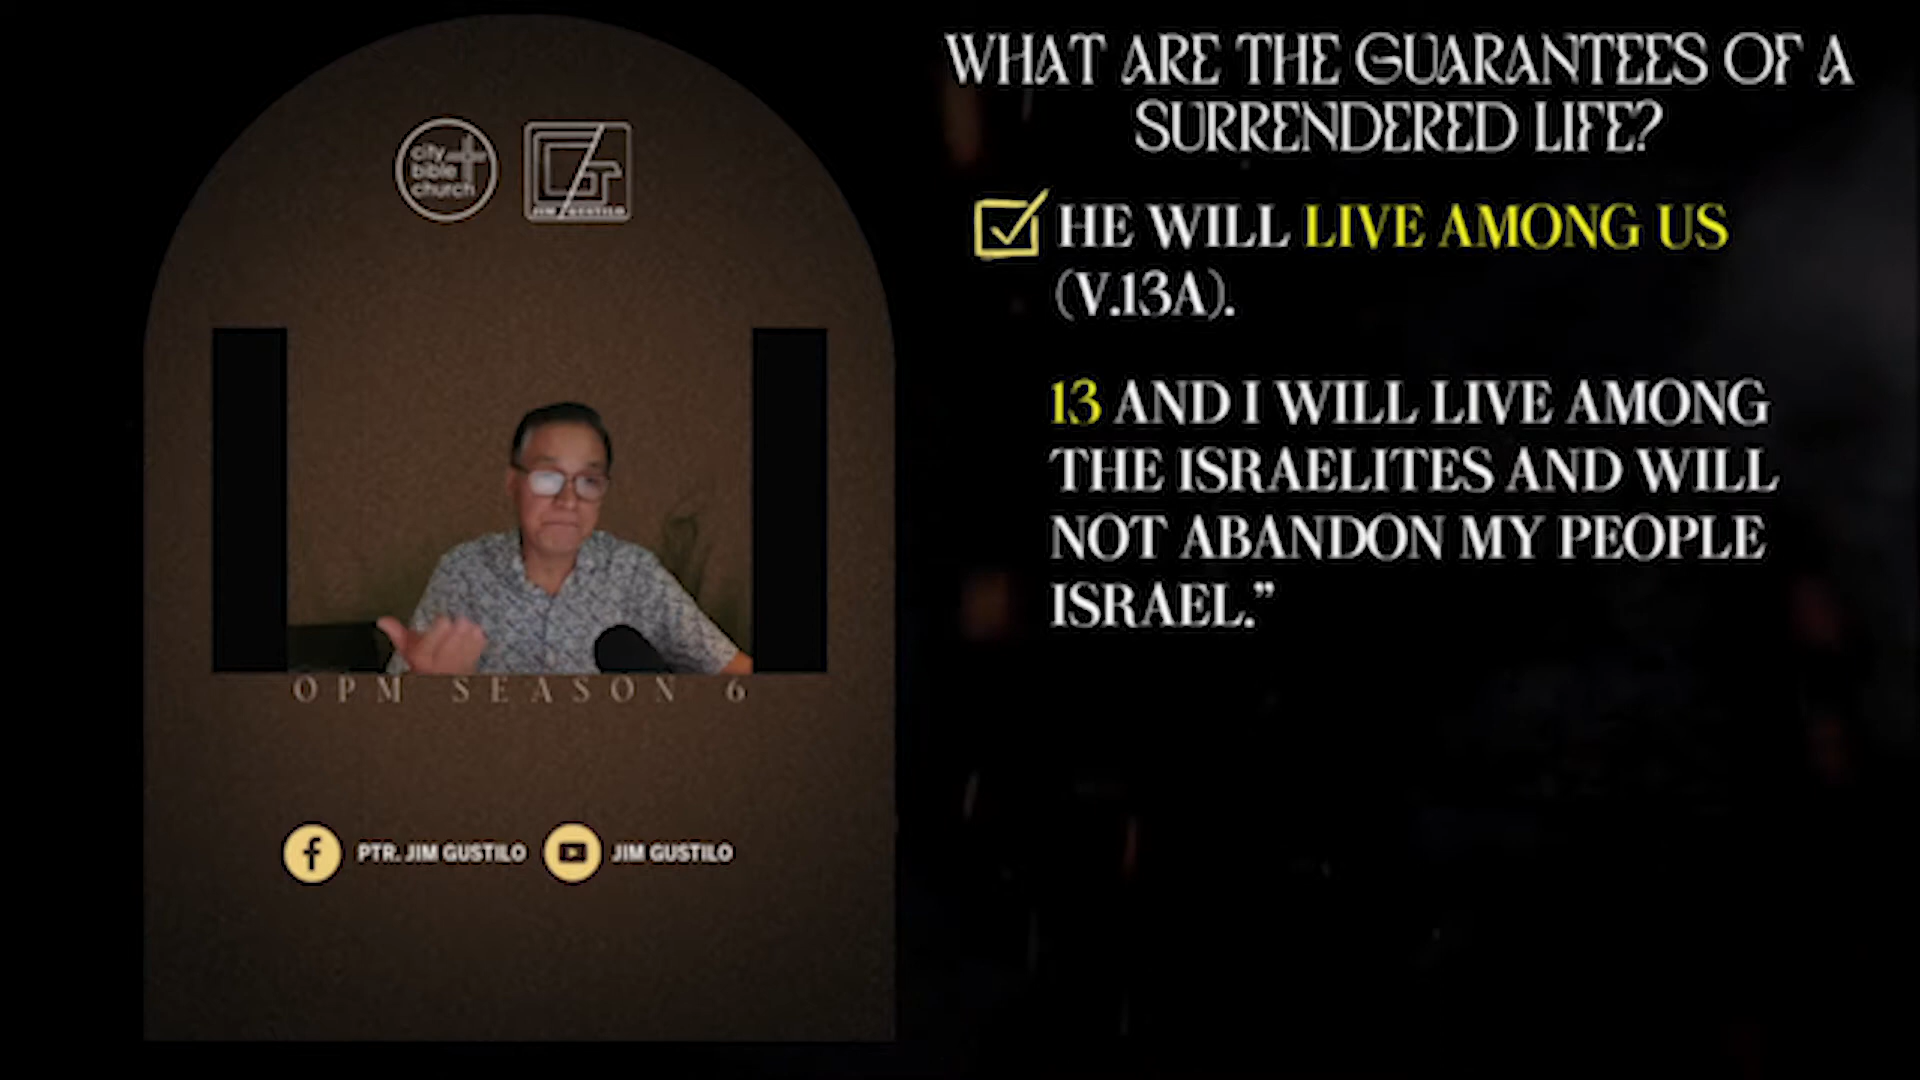 city
bible
church
JIM GUSTILO
OPM SEASON 6
PTR. JIM GUSTILO
JIM GUSTILO
WHAT ARE THE GUARANTEES OF A
SURRENDERED LIFE?
HE WILL LIVE AMONG US
(V.13A).
13 AND I WILL LIVE AMONG
THE ISRAELITES AND WILL
NOT ABANDON MY PEOPLE
ISRAEL.”